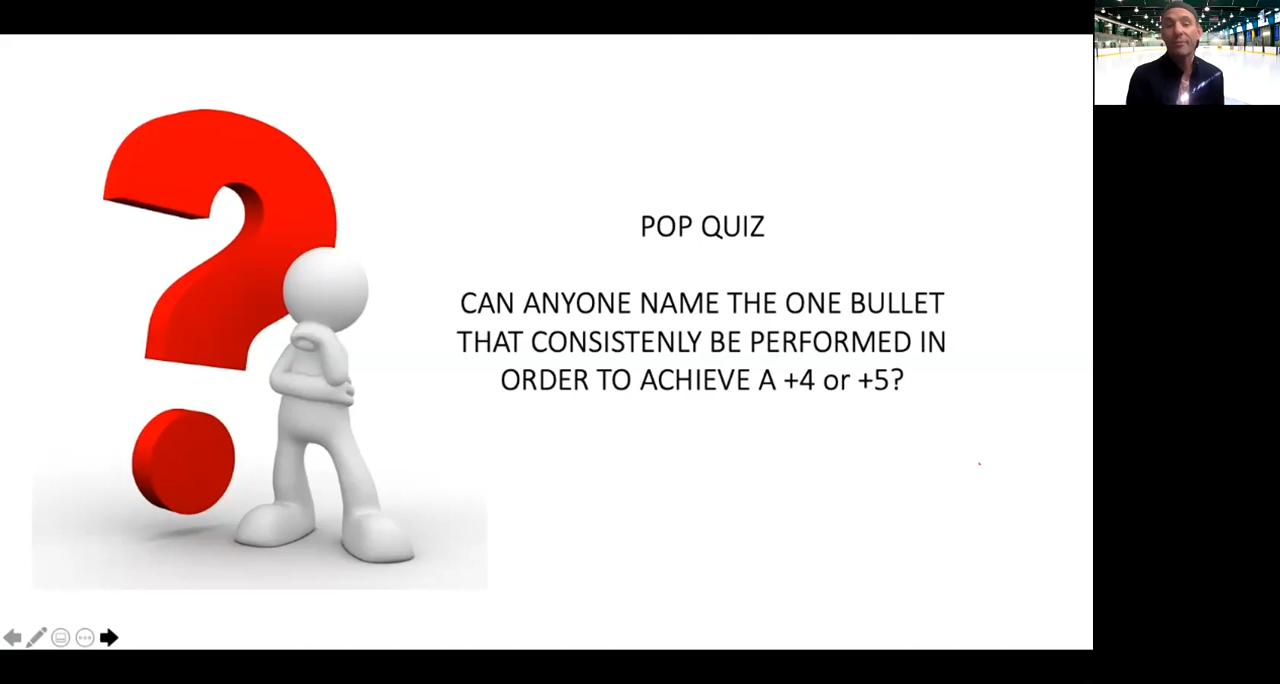 POP QUIZ
CAN ANYONE NAME THE ONE BULLET
THAT CONSISTENLY BE PERFORMED IN
ORDER TO ACHIEVE A +4 or +5?